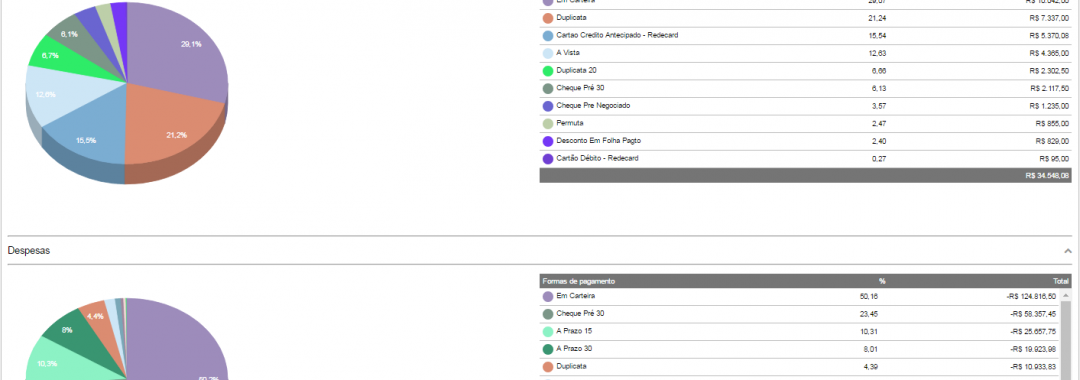 Em Carteira 29,07 R$ 10.042,00
Duplicata 21,24 R$ 7.337,00
Cartao Credito Antecipado - Redecard 15,54 R$ 5.370,08
A Vista 12,63 R$ 4.365,00
Duplicata 20 6,66 R$ 2.302,50
Cheque Pré 30 6,13 R$ 2.117,50
Cheque Pre Negociado 3,57 R$ 1.235,00
Permuta 2,47 R$ 855,00
Desconto Em Folha Pagto 2,40 R$ 829,00
Cartão Débito - Redecard 0,27 R$ 95,00
R$ 34.548,08
29,1%
6,1%
6,7%
12,6%
15,5%
21,2%
Despesas
Formas de pagamento % Total
Em Carteira 50,16 -R$ 124.816,50
Cheque Pré 30 23,45 -R$ 58.357,45
A Prazo 15 10,31 -R$ 25.657,75
A Prazo 30 8,01 -R$ 19.923,98
Duplicata 4,39 -R$ 10.933,83
4,4%
8%
10,3%